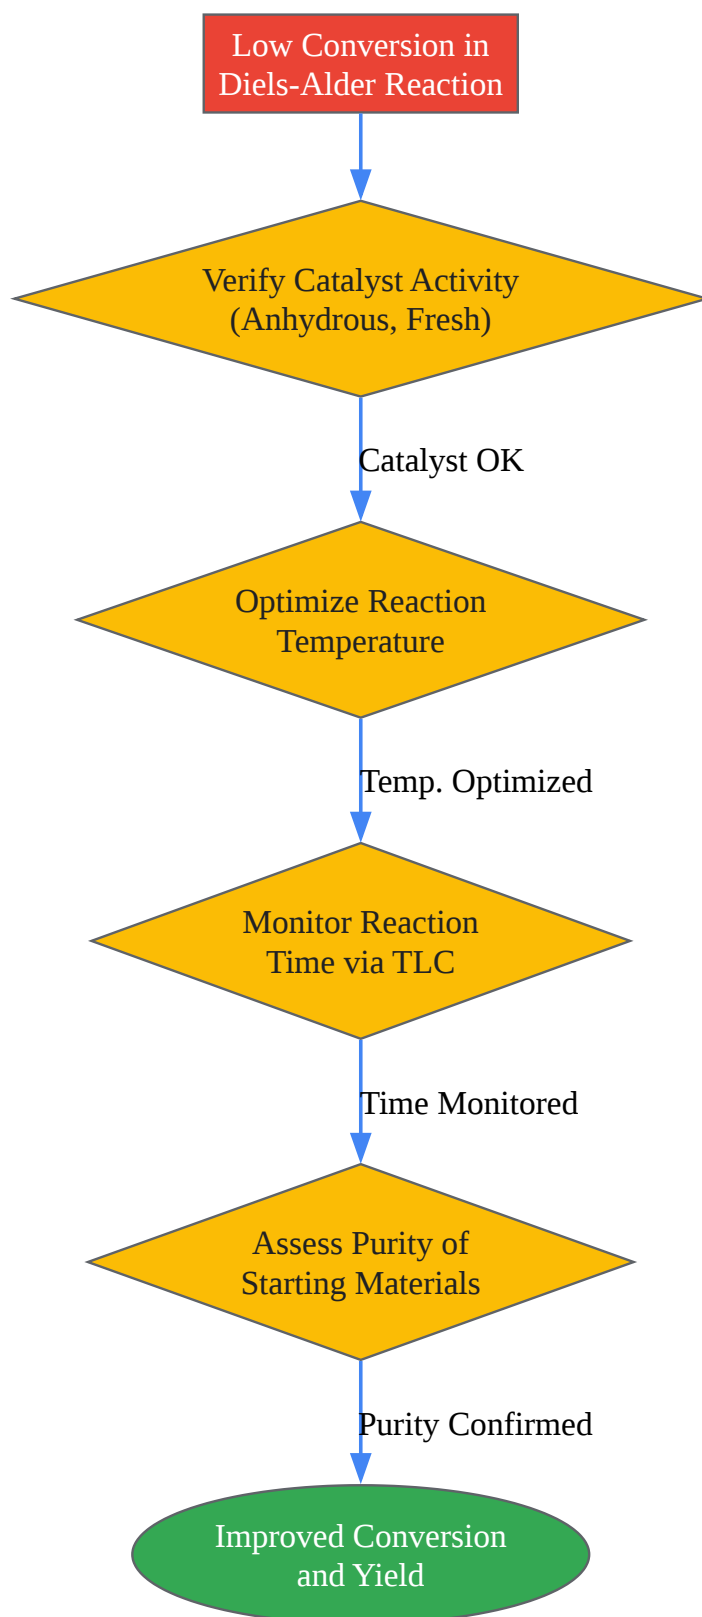 Low Conversion in
Diels-Alder Reaction
Verify Catalyst Activity
(Anhydrous, Fresh)
Catalyst OK
Optimize Reaction
Temperature
Temp. Optimized
Monitor Reaction
Time via TLC
Time Monitored
Assess Purity of
Starting Materials
Purity Confirmed
Improved Conversion
and Yield